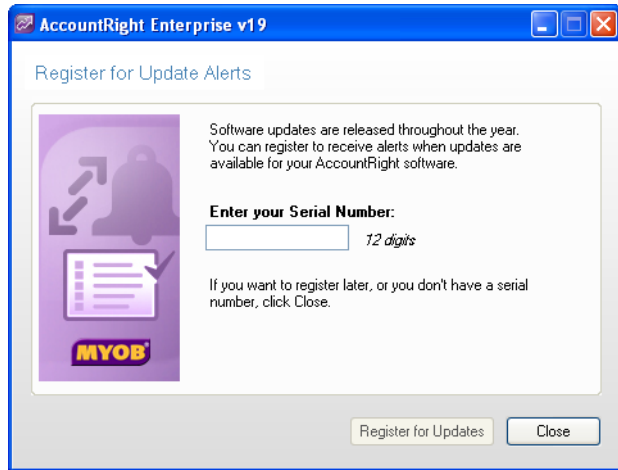 AccountRight Enterprise v19
Register for Update Alerts
Software updates are released throughout the year.
You can register to receive alerts when updates are
available for your AccountRight software.
Enter your Serial Number:
12 digits
If you want to register later, or you don't have a serial
number, click Close.
MYOB
Register for Updates
Close